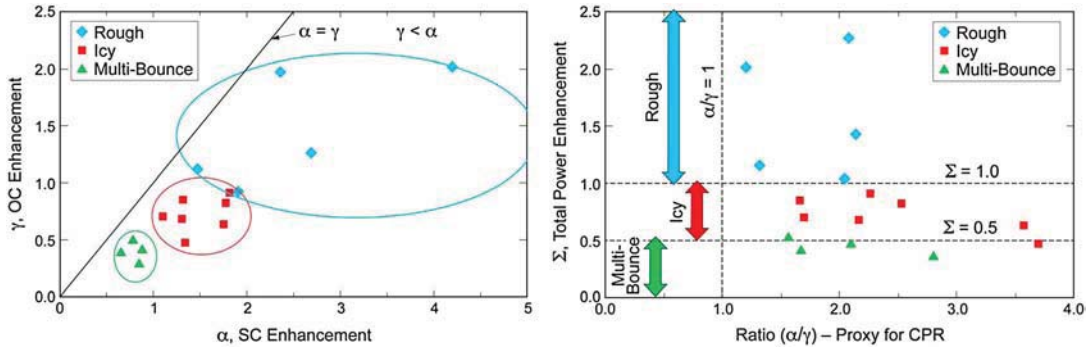 2.5
2.0
1.5
1.0
0.5
0.0
γ, OC Enhancement
Rough
Icy
Multi-Bounce
α = γ
γ < α
0
1
2
3
4
5
α, SC Enhancement
2.5
2.0
1.5
1.0
0.5
0.0
Σ, Total Power Enhancement
Rough
Icy
Multi-
Bounce
α/γ = 1
Rough
Icy
Multi-Bounce
Σ = 1.0
Σ = 0.5
0.0
1.0
2.0
3.0
4.0
Ratio (α/γ) – Proxy for CPR